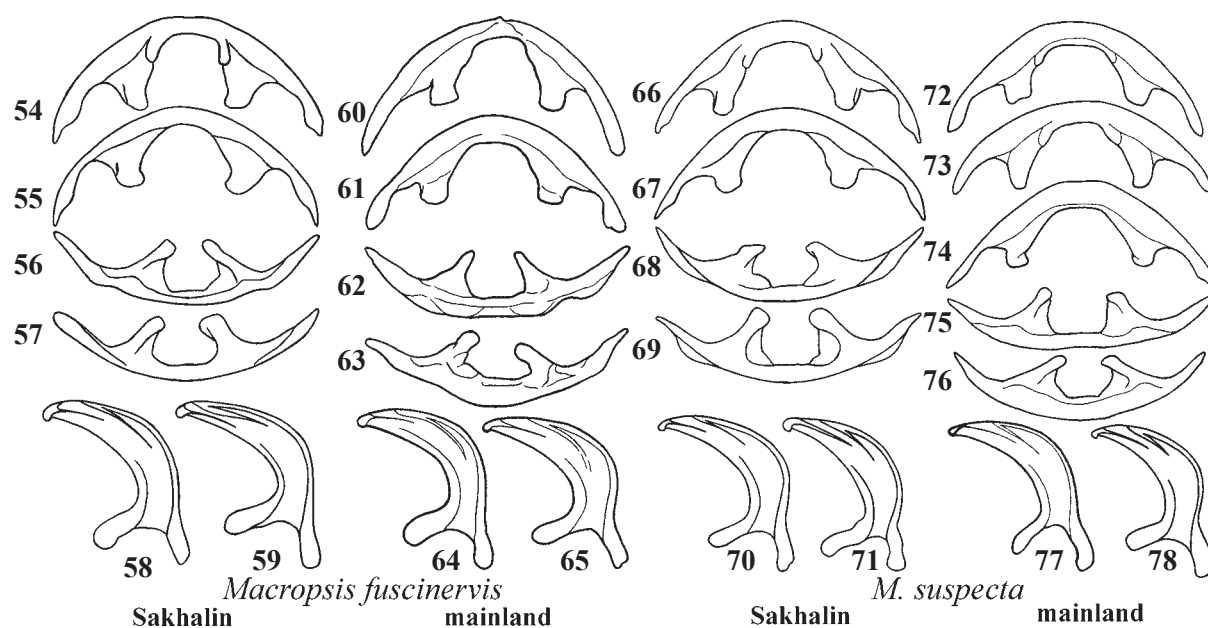 54 60 66 72
55 61 67 73
56 62 68 74
57 63 69 75
76
58 59 64 65 70 71 77 78
Macropsis fuscinervis M. suspecta
Sakhalin mainland Sakhalin mainland